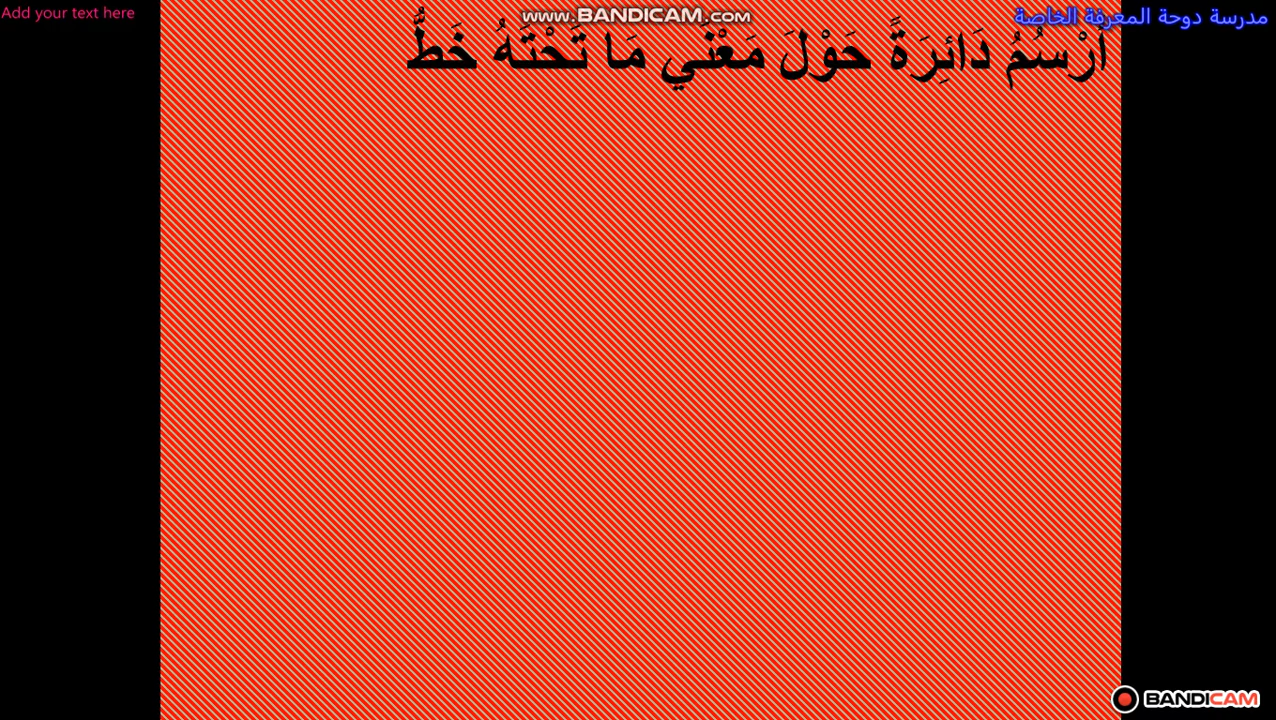 Add your text here
www.BANDICAM.com
مدرسة دوحة المعرفة الخاصة
أَرْسُمُ دَائِرَةً حَوْلَ مَعْنَي مَا تَحْتَهُ خَطٌّ
BANDICAM